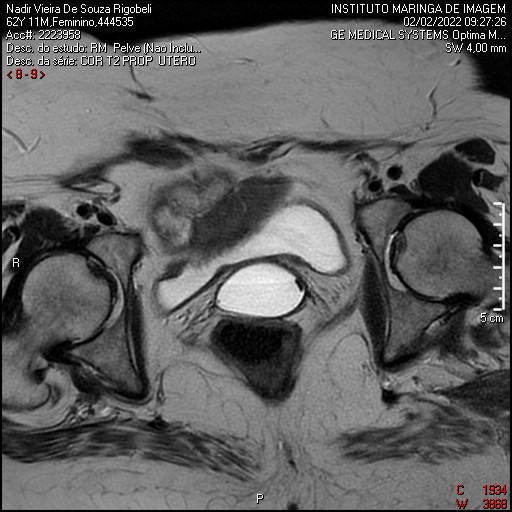 Nadir Vieira De Souza Rigobeli
62Y 11M,Feminino,444535
Acc#: 2223958
Desc. do estudo: RM Pelve (Nao Inclu...
Desc. da série: COR T2 PROP UTERO
<8-9>
INSTITUTO MARINGA DE IMAGEM
02/02/2022 09:27:26
GE MEDICAL SYSTEMS Optima M...
SW 4,00 mm
R
5 cm
P
C 1934
W 3868